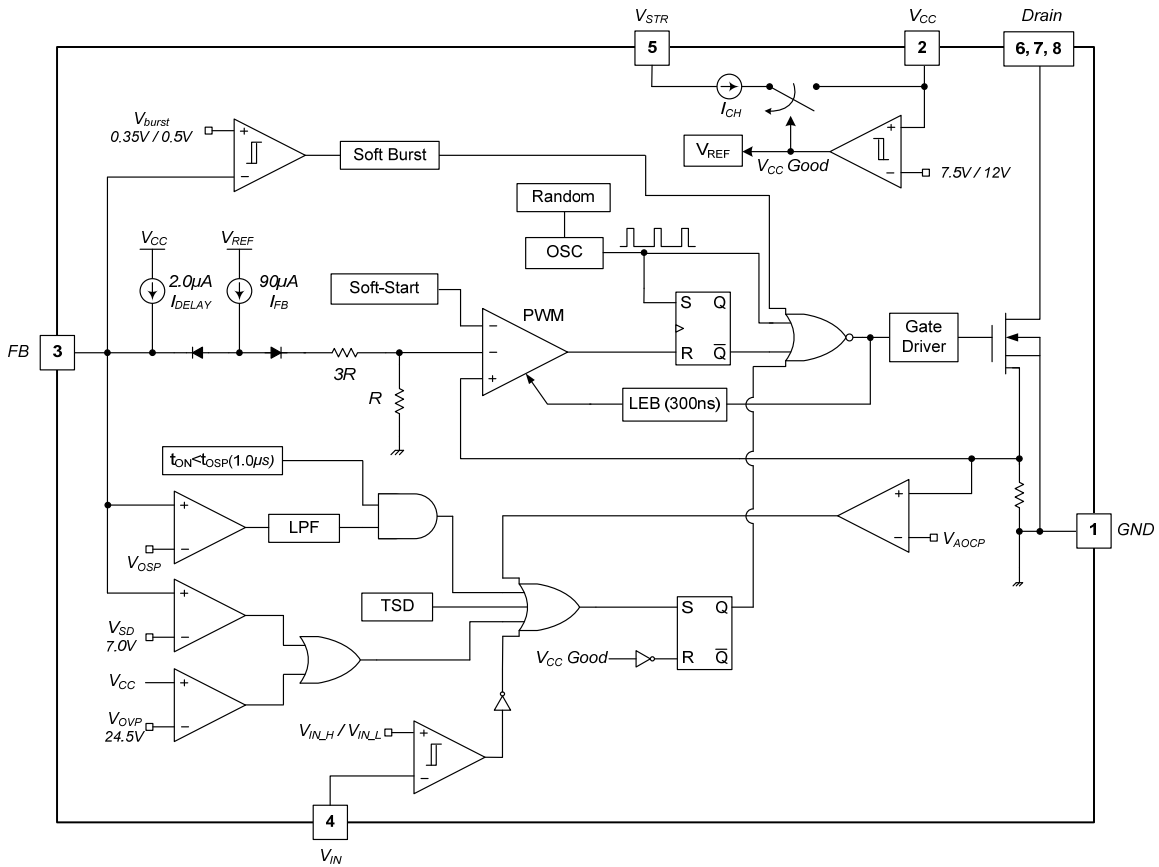 VSTR
VCC
Drain
5
2
6, 7, 8
ICH
Vburst
0.35V / 0.5V
+
−
Soft Burst
VREF
VCC Good
+
−
7.5V / 12V
Random
OSC
VCC
VREF
2.0µA
IDELAY
90µA
IFB
Soft-Start
PWM
−
−
+
S Q
R Q̅
Gate
Driver
FB
3
3R
R
LEB (300ns)
tON<tOSP(1.0µs)
+
−
VOSP
LPF
+
−
VAOCP
1
GND
+
−
VSD
7.0V
TSD
S Q
R Q̅
VCC Good
VCC
+
−
VOVP
24.5V
VIN_H / VIN_L
+
−
4
VIN